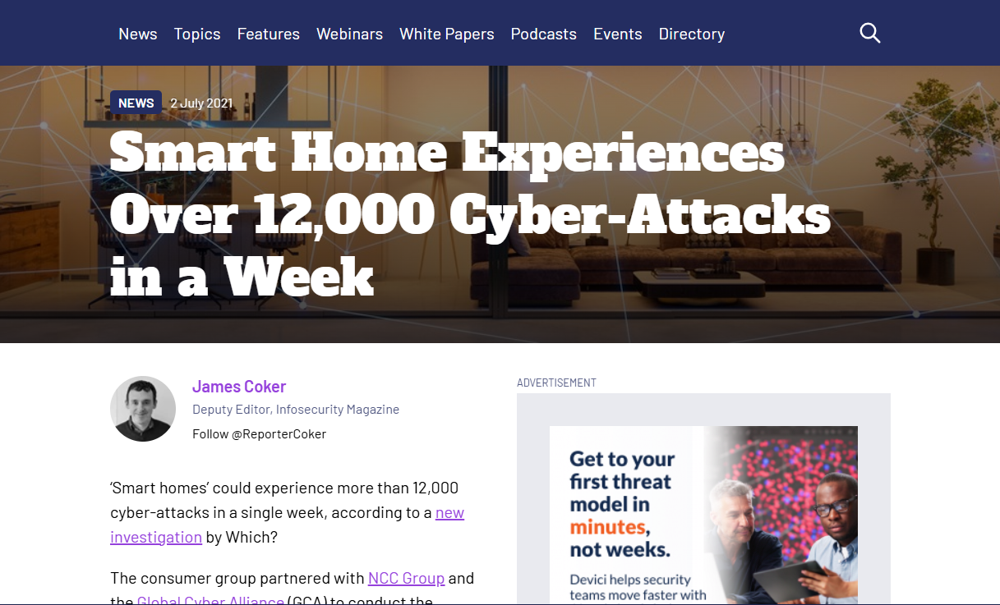 News Topics Features Webinars White Papers Podcasts Events Directory
NEWS 2 July 2021
Smart Home Experiences
Over 12,000 Cyber-Attacks
in a Week
James Coker
Deputy Editor, Infosecurity Magazine
Follow @ReporterCoker
‘Smart homes’ could experience more than 12,000
cyber-attacks in a single week, according to a new
investigation by Which?
The consumer group partnered with NCC Group and
the Global Cyber Alliance (GCA) to conduct the
ADVERTISEMENT
Get to your
first threat
model in
minutes,
not weeks.
Devici helps security
teams move faster with